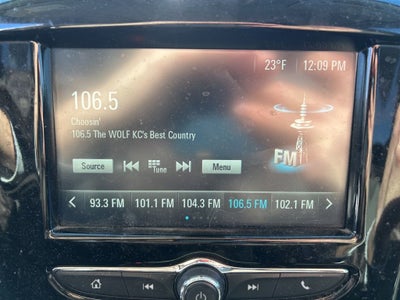 23°F 12:09 PM
106.5
Choosin'
106.5 The WOLF KC's Best Country
FM
Source Tune Menu
93.3 FM 101.1 FM 104.3 FM 106.5 FM 102.1 FM